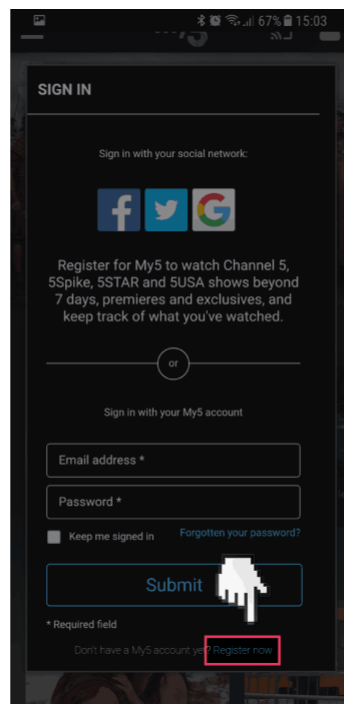 67% 15:03
SIGN IN
Sign in with your social network:
Register for My5 to watch Channel 5,
5Spike, 5STAR and 5USA shows beyond
7 days, premieres and exclusives, and
keep track of what you've watched.
or
Sign in with your My5 account
Email address *
Password *
Keep me signed in Forgotten your password?
Submit
* Required field
Don't have a My5 account yet? Register now